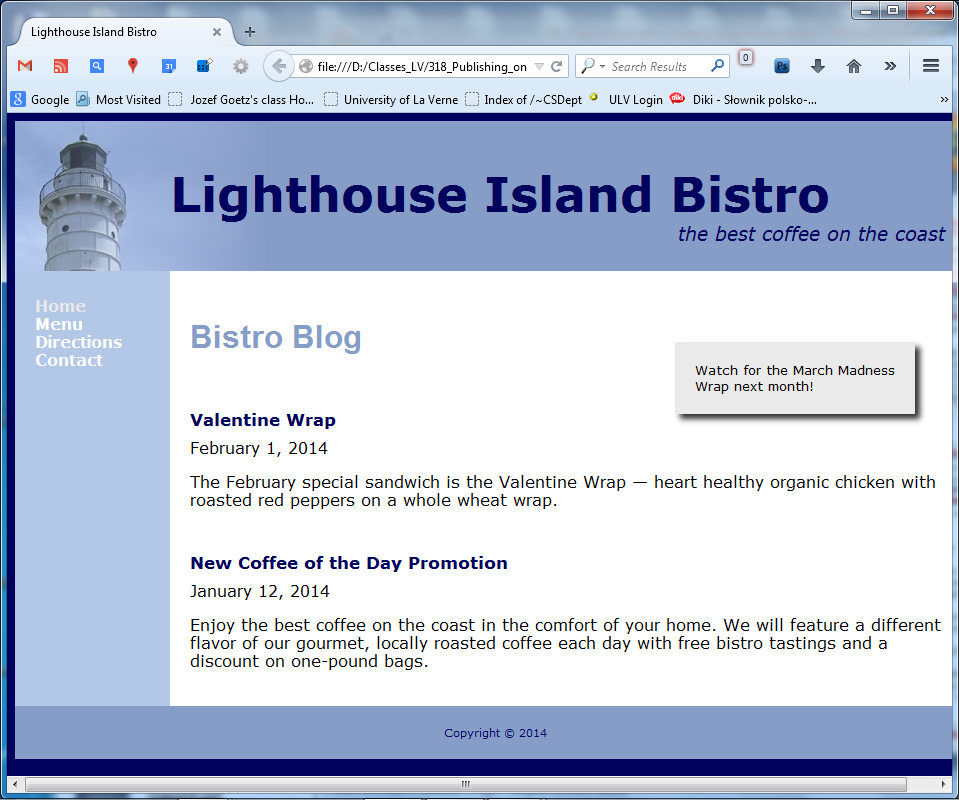 Lighthouse Island Bistro
31
file:///D:/Classes_LV/318_Publishing_on
Search Results
0
Ps
8 Google
Most Visited
Jozef Goetz's class Ho...
University of La Verne
Index of /~CSDept
ULV Login
diki
Diki - Słownik polsko-...
Lighthouse Island Bistro
the best coffee on the coast
Home
Menu
Directions
Contact
Bistro Blog
Watch for the March Madness
Wrap next month!
Valentine Wrap
February 1, 2014
The February special sandwich is the Valentine Wrap — heart healthy organic chicken with
roasted red peppers on a whole wheat wrap.
New Coffee of the Day Promotion
January 12, 2014
Enjoy the best coffee on the coast in the comfort of your home. We will feature a different
flavor of our gourmet, locally roasted coffee each day with free bistro tastings and a
discount on one-pound bags.
Copyright © 2014